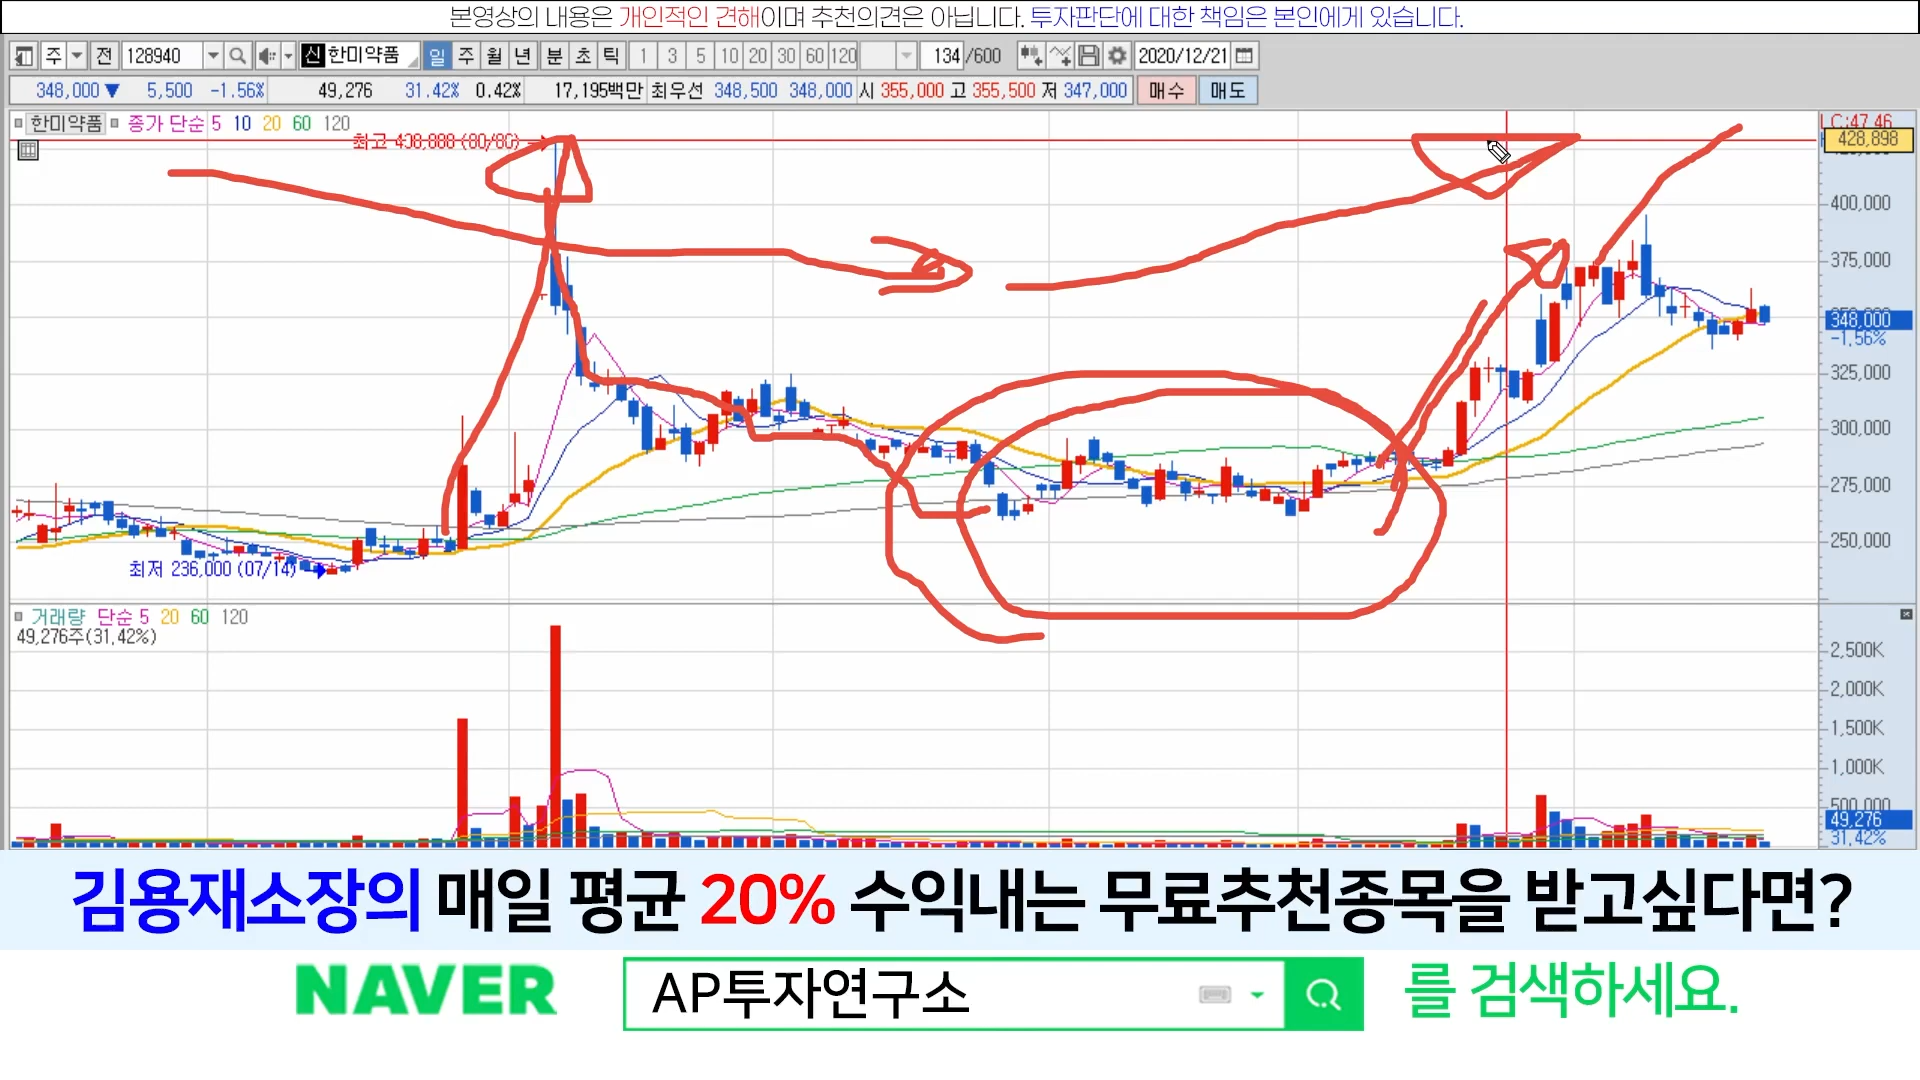 본영상의 내용은 개인적인 견해이며 추천의견은 아닙니다. 투자판단에 대한 책임은 본인에게 있습니다.
주 전 128940 신 한미약품 일 주 월 년 분 초 틱 1 3 5 10 20 30 60 120 134 /600 2020/12/21
348,000 ▼ 5,500 -1.56% 49,276 31.42% 0.42% 17,195백만 최우선 348,500 348,000 시 355,000 고 355,500 저 347,000 매수 매도
한미약품 종가 단순 5 10 20 60 120
LC:47.46
428,898
최고
400,000
375,000
348,000
-1.56%
325,000
300,000
275,000
250,000
최저 236,000 (07/14)
거래량 단순 5 20 60 120
49,276주(31.42%)
2,500K
2,000K
1,500K
1,000K
500,000
49,276
31.42%
김용재소장의 매일 평균 20% 수익내는 무료추천종목을 받고싶다면?
NAVER AP투자연구소 를 검색하세요.